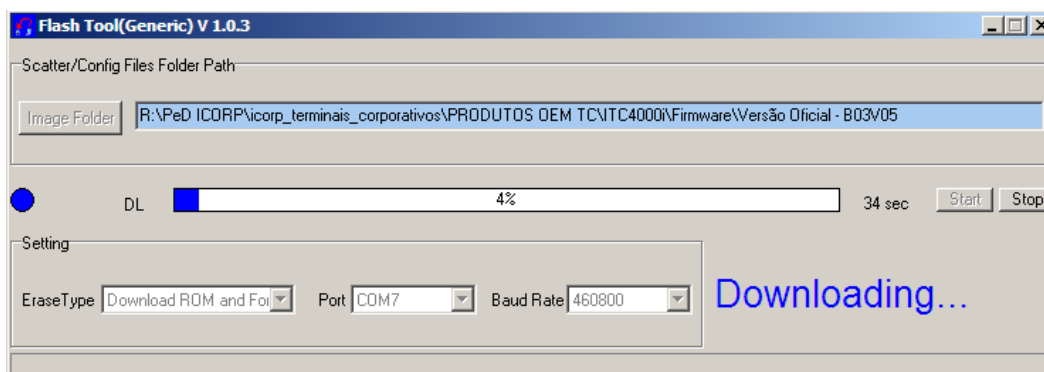 Flash Tool(Generic) V 1.0.3
Scatter/Config Files Folder Path
Image Folder R:\PeD ICORP\icorp_terminais_corporativos\PRODUTOS OEM TC\ITC4000i\Firmware\Versão Oficial - B03V05
DL 4% 34 sec Start Stop
Setting
EraseType Download ROM and For Port COM7 Baud Rate 460800
Downloading...